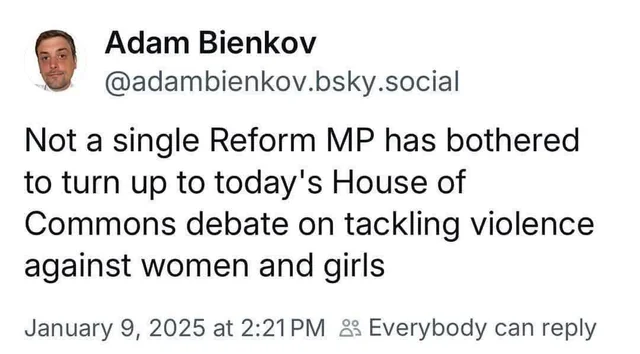 Adam Bienkov
@adambienkov.bsky.social
Not a single Reform MP has bothered
to turn up to today's House of
Commons debate on tackling violence
against women and girls
January 9, 2025 at 2:21 PM Everybody can reply